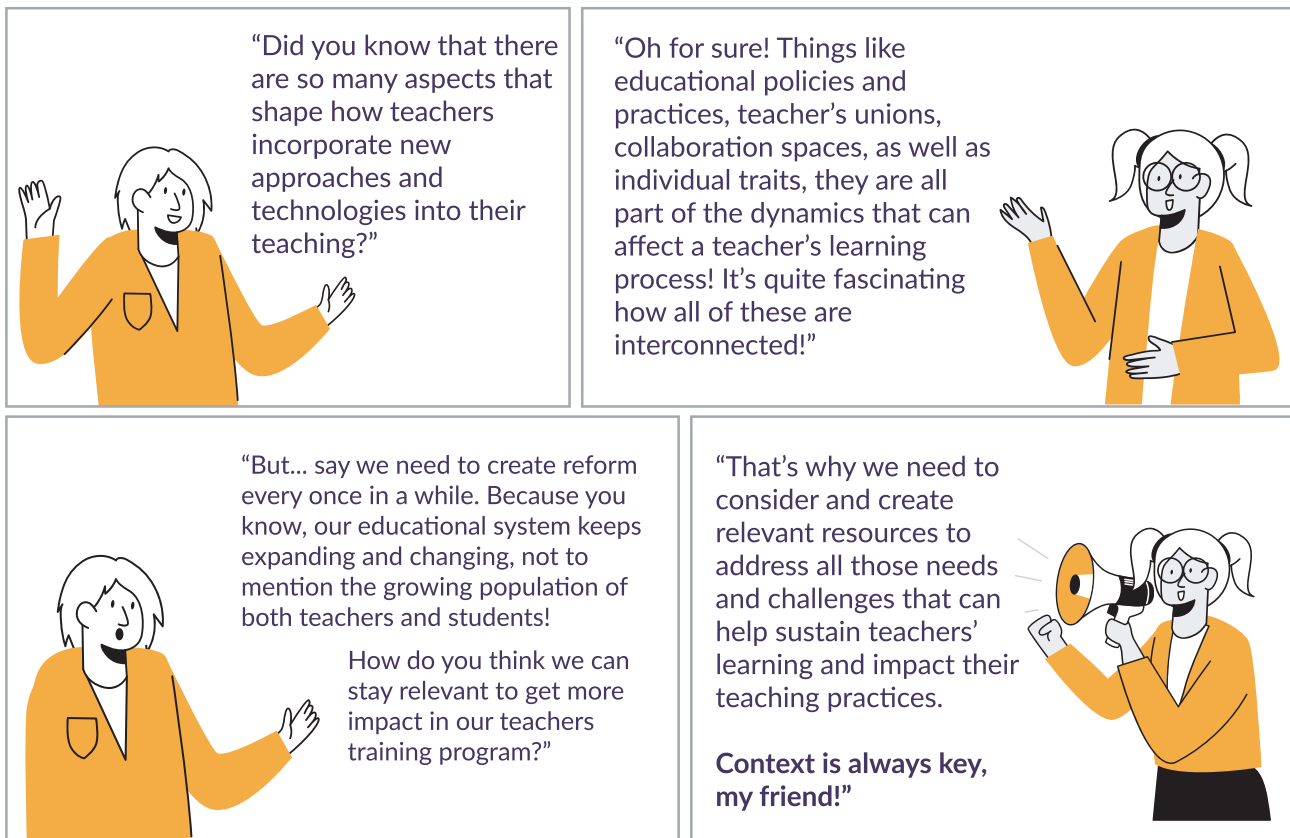 “Did you know that there
are so many aspects that
shape how teachers
incorporate new
approaches and
technologies into their
teaching?”
“Oh for sure! Things like
educational policies and
practices, teacher’s unions,
collaboration spaces, as well as
individual traits, they are all
part of the dynamics that can
affect a teacher’s learning
process! It’s quite fascinating
how all of these are
interconnected!”
“But... say we need to create reform
every once in a while. Because you
know, our educational system keeps
expanding and changing, not to
mention the growing population of
both teachers and students!
How do you think we can
stay relevant to get more
impact in our teachers
training program?”
“That’s why we need to
consider and create
relevant resources to
address all those needs
and challenges that can
help sustain teachers’
learning and impact their
teaching practices.
Context is always key,
my friend!”